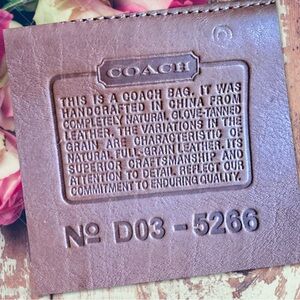 COACH
THIS IS A COACH BAG. IT WAS
HANDCRAFTED IN CHINA FROM
COMPLETELY NATURAL GLOVE-TANNED
LEATHER. THE VARIATIONS IN THE
GRAIN ARE CHARACTERISTIC OF
NATURAL FULL GRAIN LEATHER. ITS
SUPERIOR CRAFTSMANSHIP AND
ATTENTION TO DETAIL REFLECT OUR
COMMITMENT TO ENDURING QUALITY.
Nº D03 - 5266